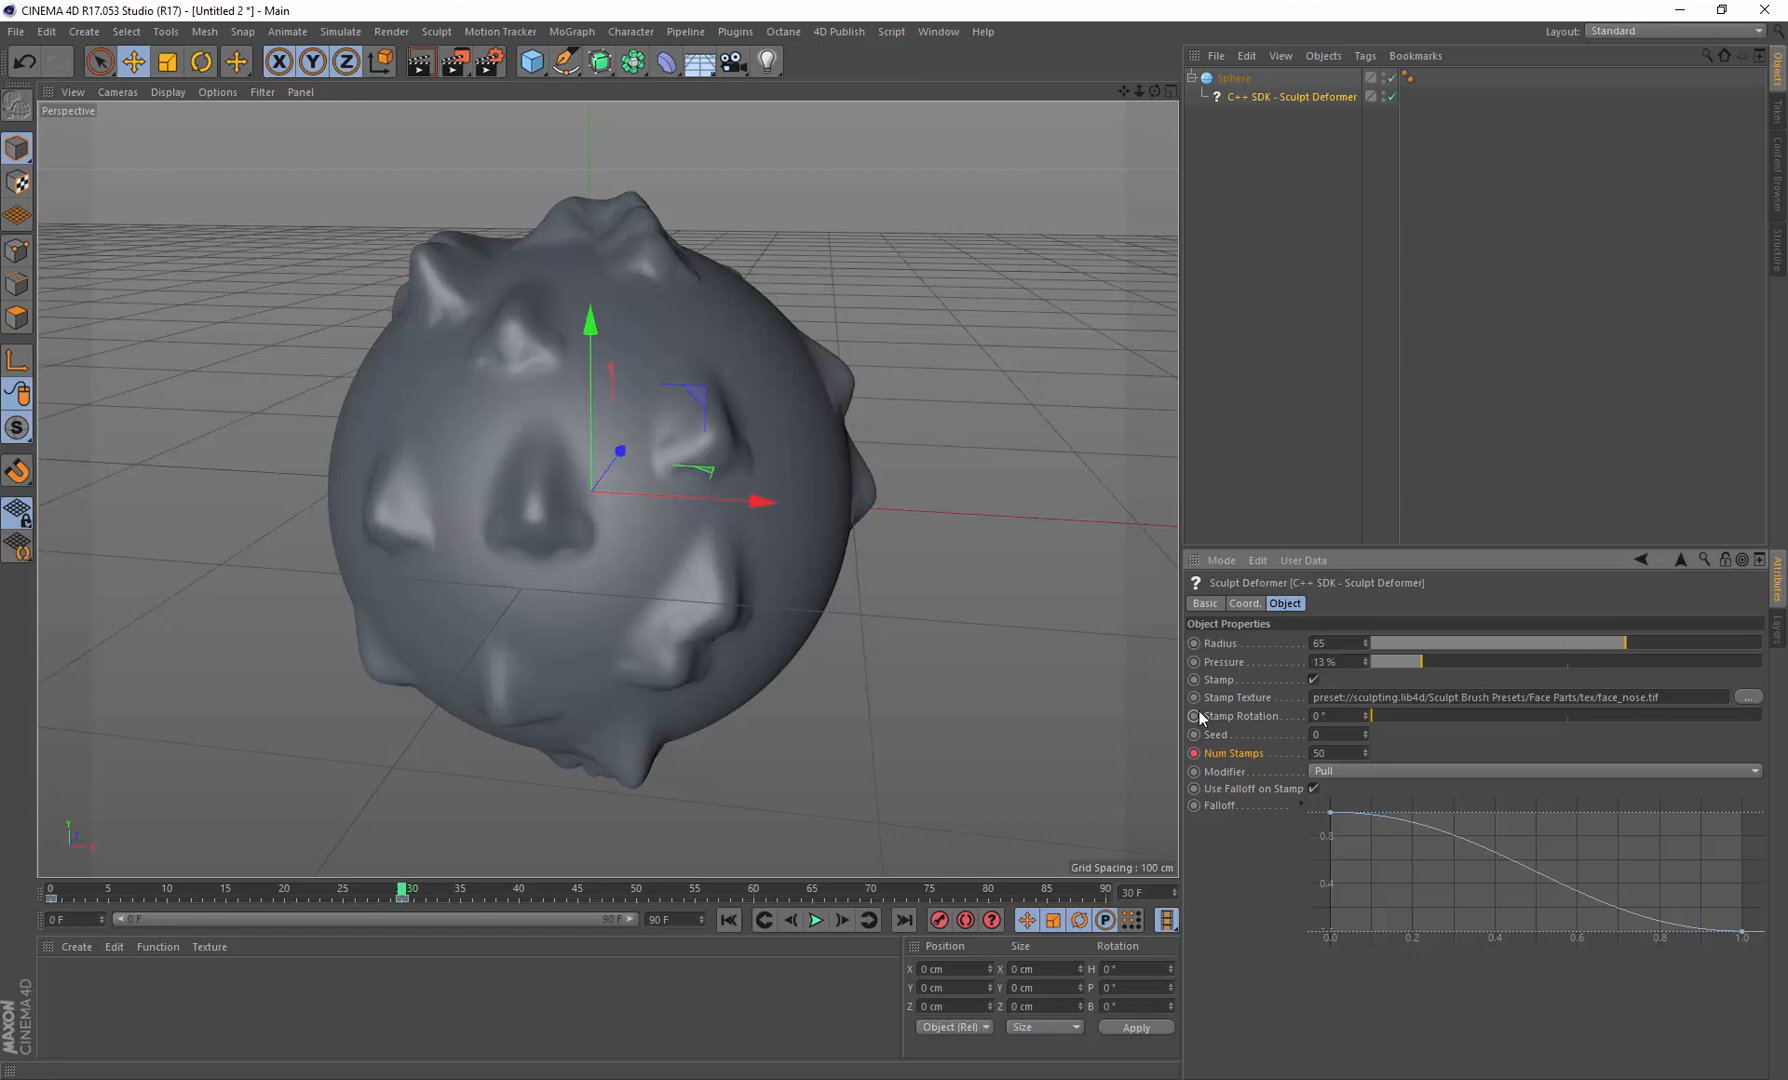 CINEMA 4D R17.053 Studio (R17) - [Untitled 2 *] - Main
File Edit Create Select Tools Mesh Snap Animate Simulate Render Sculpt Motion Tracker MoGraph Character Pipeline Plugins Octane 4D Publish Script Window Help Layout: Standard
X Y Z
File Edit View Objects Tags Bookmarks
View Cameras Display Options Filter Panel
Perspective
Sphere
? C++ SDK - Sculpt Deformer
Objects
Takes
Content Browser
Structure
Mode Edit User Data
? Sculpt Deformer [C++ SDK - Sculpt Deformer]
Basic Coord. Object
Object Properties
Radius 65
Pressure 13 %
Stamp
Stamp Texture preset://sculpting.lib4d/Sculpt Brush Presets/Face Parts/tex/face_nose.tif ...
Stamp Rotation 0 °
Seed 0
Num Stamps 50
Modifier Pull
Use Falloff on Stamp
Falloff
0.8
0.4
0.0 0.2 0.4 0.6 0.8 1.0
Attributes
Layers
Y
Z
X
Grid Spacing : 100 cm
0 5 10 15 20 25 30 35 40 45 50 55 60 65 70 75 80 85 90 30 F
0 F 0 F 90 F 90 F
Create Edit Function Texture
Position Size Rotation
X 0 cm X 0 cm H 0 °
Y 0 cm Y 0 cm P 0 °
Z 0 cm Z 0 cm B 0 °
Object (Rel) Size Apply
MAXON
CINEMA 4D